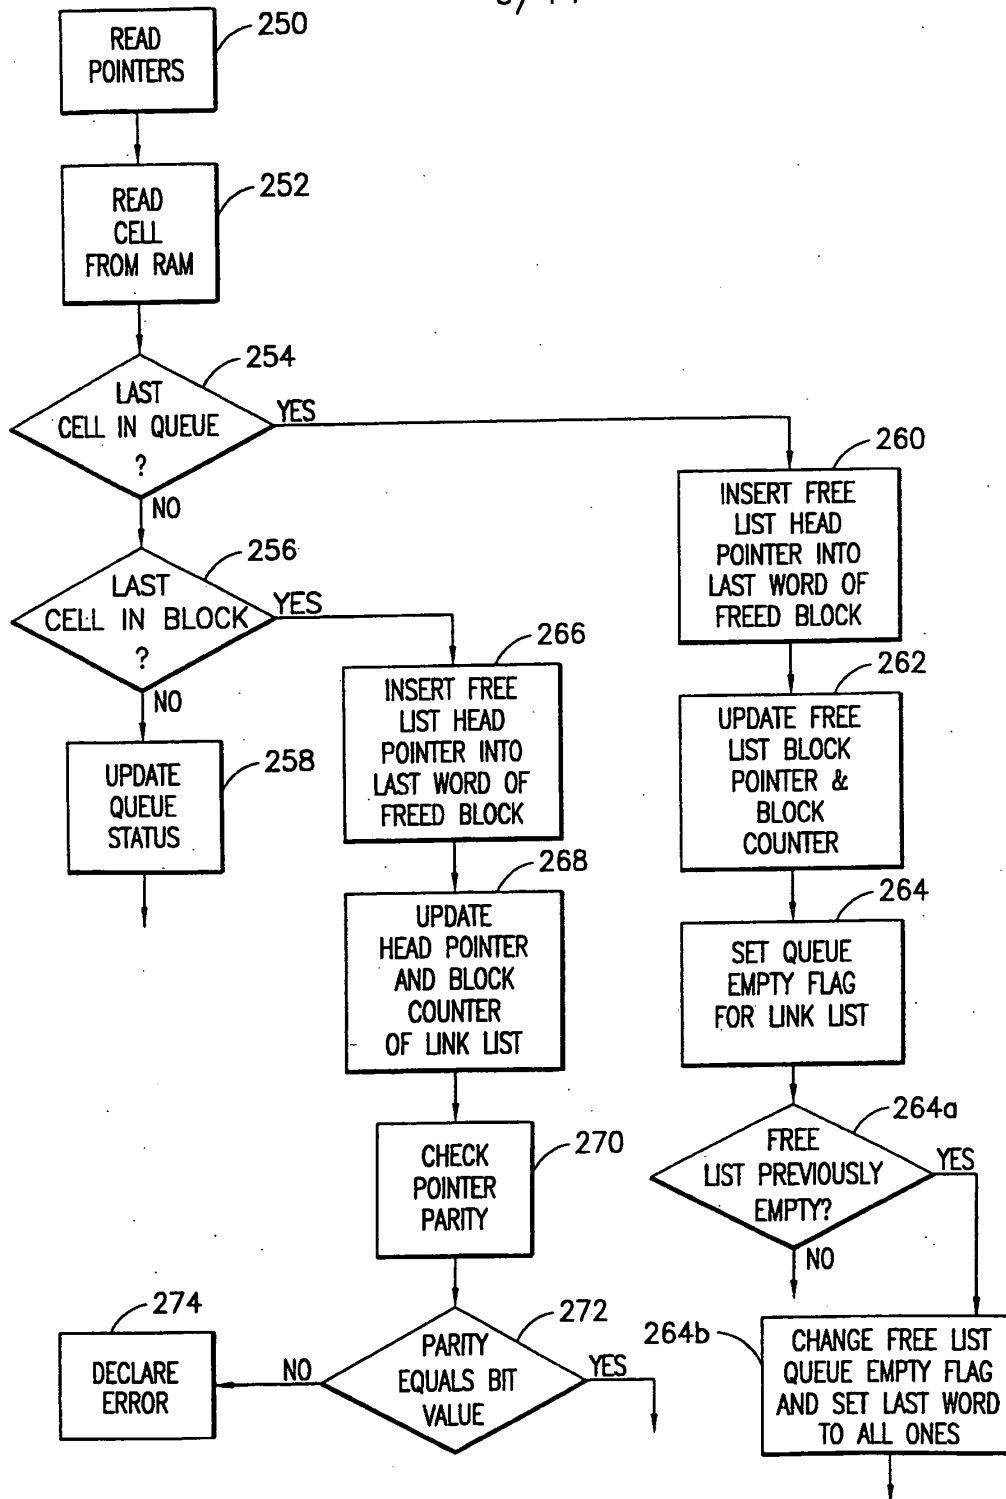 READ
POINTERS
250
READ
CELL
FROM RAM
252
LAST
CELL IN QUEUE
?
254
YES
NO
LAST
CELL IN BLOCK
?
256
YES
NO
UPDATE
QUEUE
STATUS
258
INSERT FREE
LIST HEAD
POINTER INTO
LAST WORD OF
FREED BLOCK
260
UPDATE FREE
LIST BLOCK
POINTER &
BLOCK
COUNTER
262
SET QUEUE
EMPTY FLAG
FOR LINK LIST
264
FREE
LIST PREVIOUSLY
EMPTY?
264a
YES
NO
CHANGE FREE LIST
QUEUE EMPTY FLAG
AND SET LAST WORD
TO ALL ONES
264b
INSERT FREE
LIST HEAD
POINTER INTO
LAST WORD OF
FREED BLOCK
266
UPDATE
HEAD POINTER
AND BLOCK
COUNTER
OF LINK LIST
268
CHECK
POINTER
PARITY
270
PARITY
EQUALS BIT
VALUE
272
YES
NO
DECLARE
ERROR
274